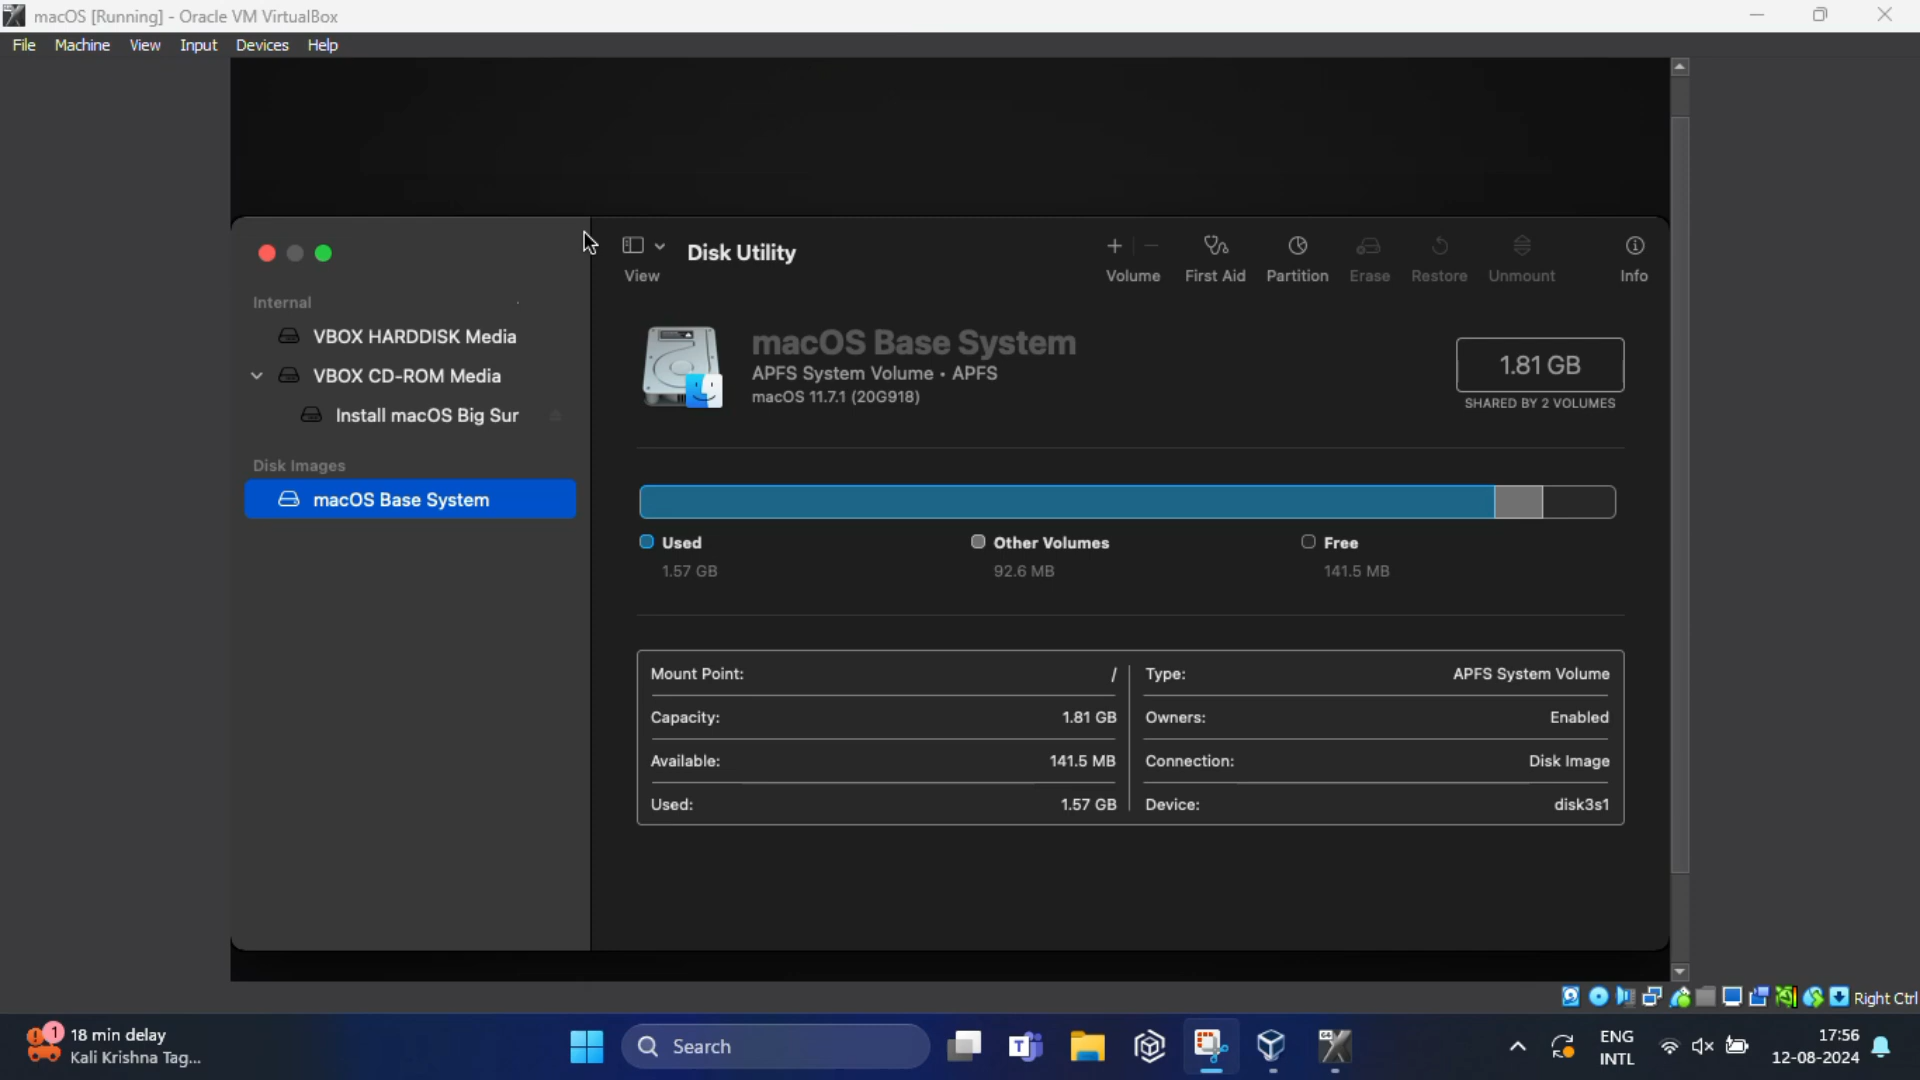 macOS [Running] - Oracle VM VirtualBox
File Machine View Input Devices Help
View
Disk Utility
Volume First Aid Partition Erase Restore Unmount Info
Internal
VBOX HARDDISK Media
VBOX CD-ROM Media
Install macOS Big Sur
Disk Images
macOS Base System
macOS Base System
APFS System Volume • APFS
macOS 11.7.1 (20G918)
1.81 GB
SHARED BY 2 VOLUMES
Used Other Volumes Free
1.57 GB 92.6 MB 141.5 MB
Mount Point: / Type: APFS System Volume
Capacity: 1.81 GB Owners: Enabled
Available: 141.5 MB Connection: Disk Image
Used: 1.57 GB Device: disk3s1
Right Ctrl
1
18 min delay
Kali Krishna Tag...
Search
ENG
INTL
17:56
12-08-2024